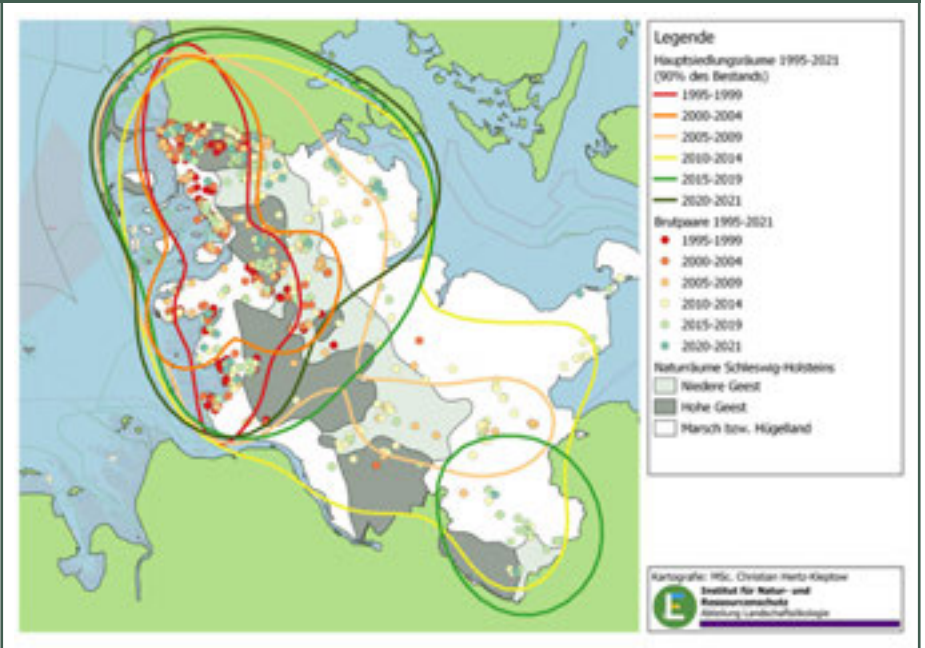 Legende
Hauptsiedlungsräume 1995-2021
(90% des Bestands)
1995-1999
2000-2004
2005-2009
2010-2014
2015-2019
2020-2021
Brutpaare 1995-2021
1995-1999
2000-2004
2005-2009
2010-2014
2015-2019
2020-2021
Naturräume Schleswig-Holsteins
Niedere Geest
Hohe Geest
Marsch bzw. Hügelland
Kartografie: MSc. Christian Hertz-Kleptow
Institut für Natur- und
Ressourcenschutz
Abteilung Landschaftsökologie